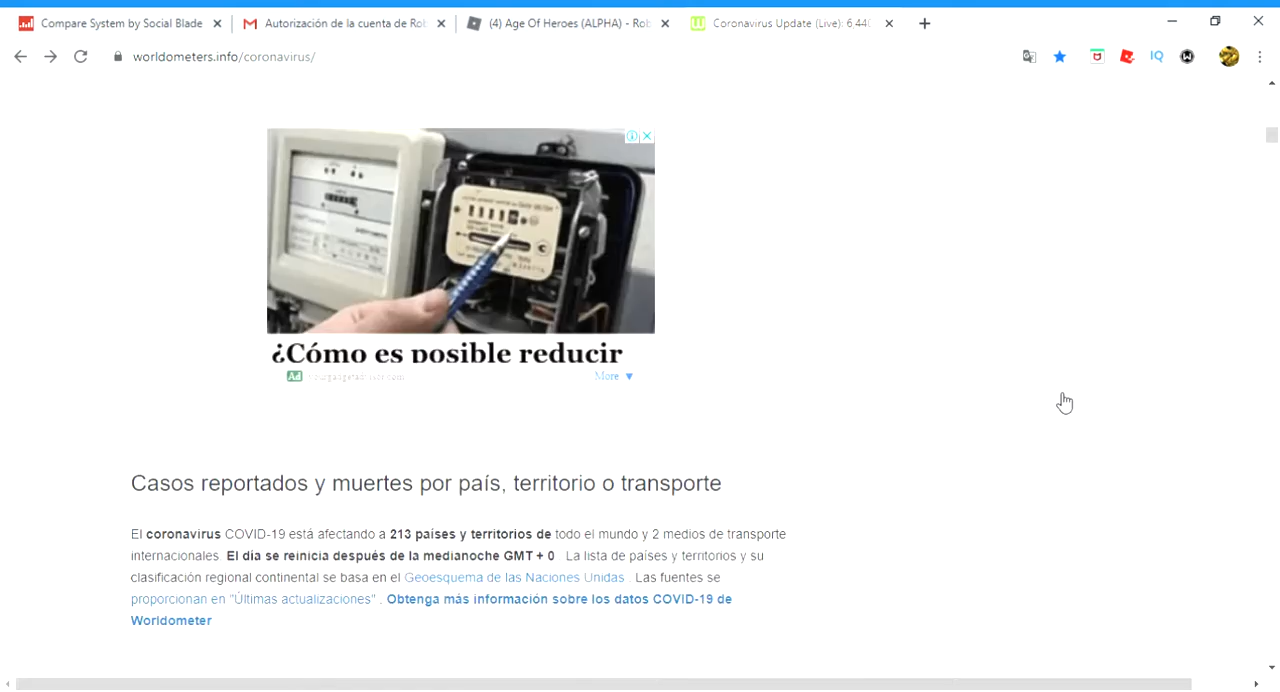 Compare System by Social Blade
Autorización de la cuenta de Rob
(4) Age Of Heroes (ALPHA) - Rob
Coronavirus Update (Live): 6,440
worldometers.info/coronavirus/
IQ
¿Cómo es posible reducir
Ad
More ▼
Casos reportados y muertes por país, territorio o transporte
El coronavirus COVID-19 está afectando a 213 países y territorios de todo el mundo y 2 medios de transporte
internacionales. El día se reinicia después de la medianoche GMT + 0 . La lista de países y territorios y su
clasificación regional continental se basa en el Geoesquema de las Naciones Unidas . Las fuentes se
proporcionan en "Últimas actualizaciones" . Obtenga más información sobre los datos COVID-19 de
Worldometer